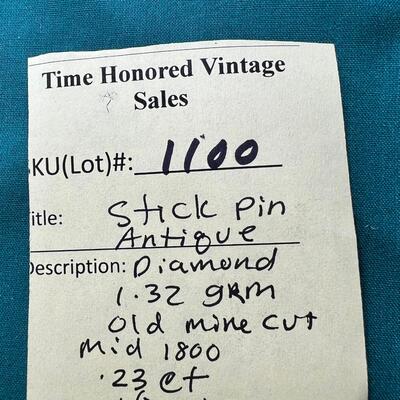 Time Honored Vintage
Sales
KU(Lot)#: 1100
itle: Stick Pin
Antique
Description: Diamond
1.32 grm
Old mine cut
mid 1800
.23 ct